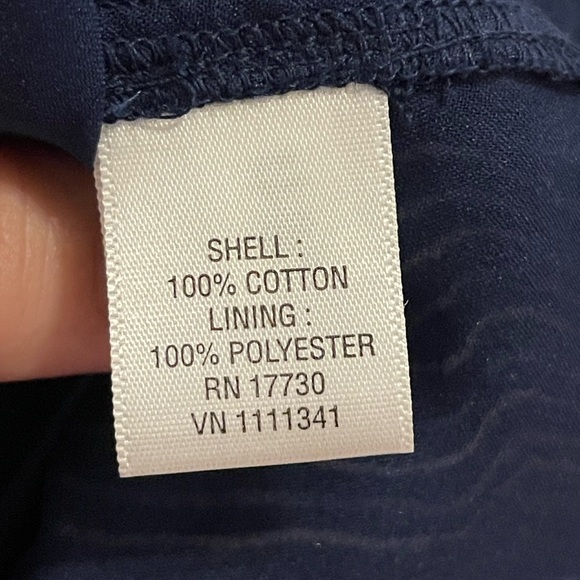 SHELL :
100% COTTON
LINING :
100% POLYESTER
RN 17730
VN 1111341